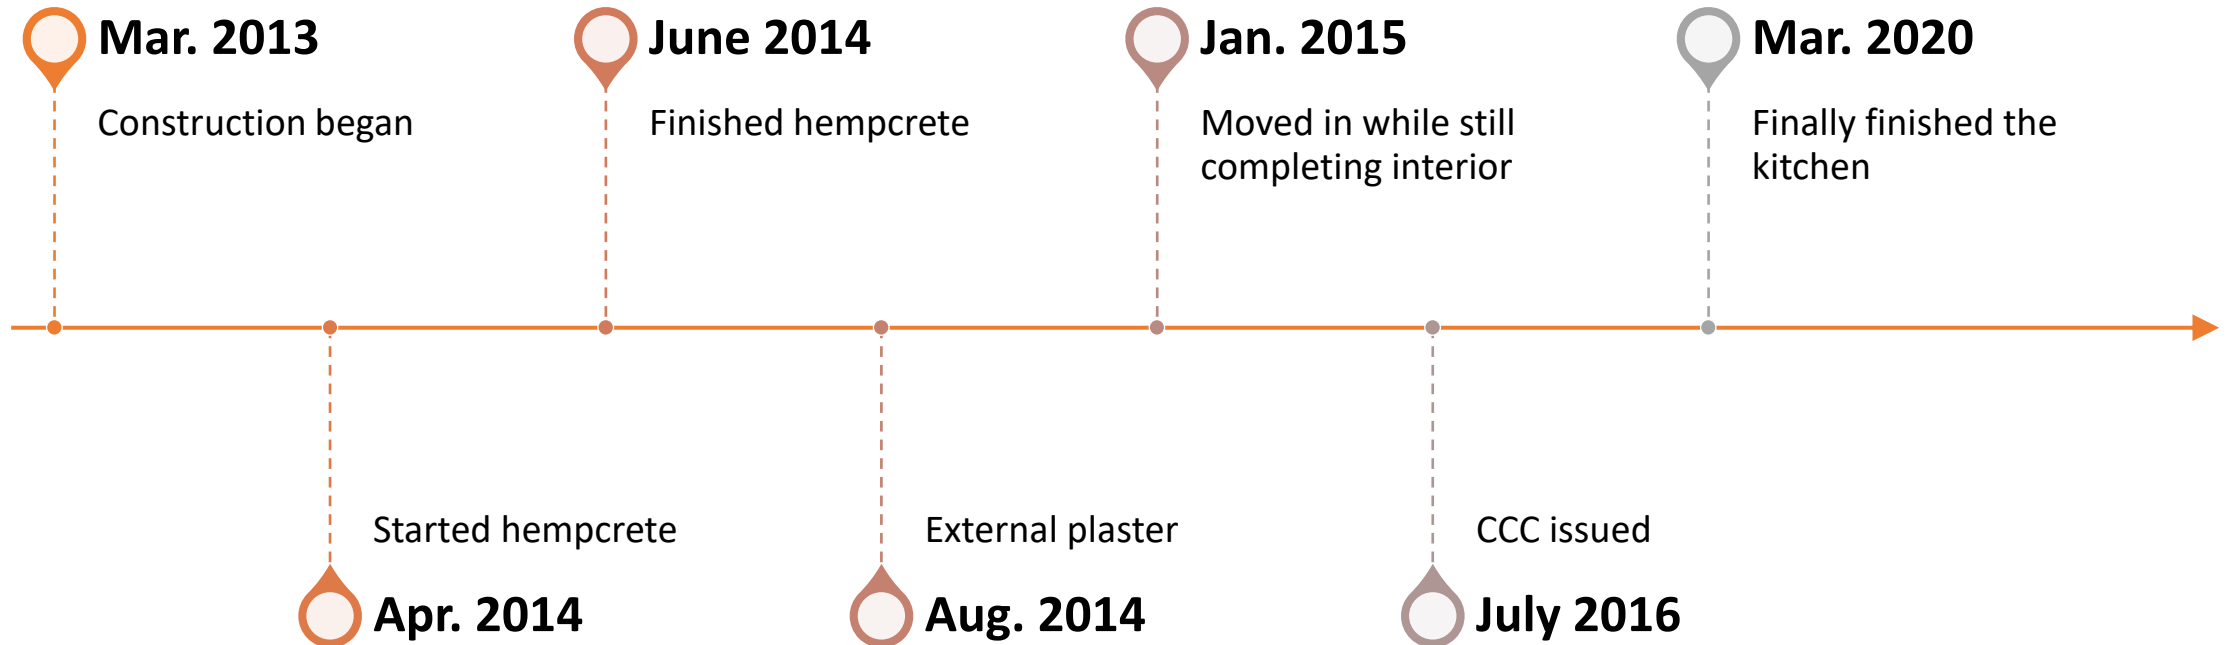 Mar. 2013
Construction began
Started hempcrete
Apr. 2014
June 2014
Finished hempcrete
External plaster
Aug. 2014
Jan. 2015
Moved in while still
completing interior
CCC issued
July 2016
Mar. 2020
Finally finished the
kitchen